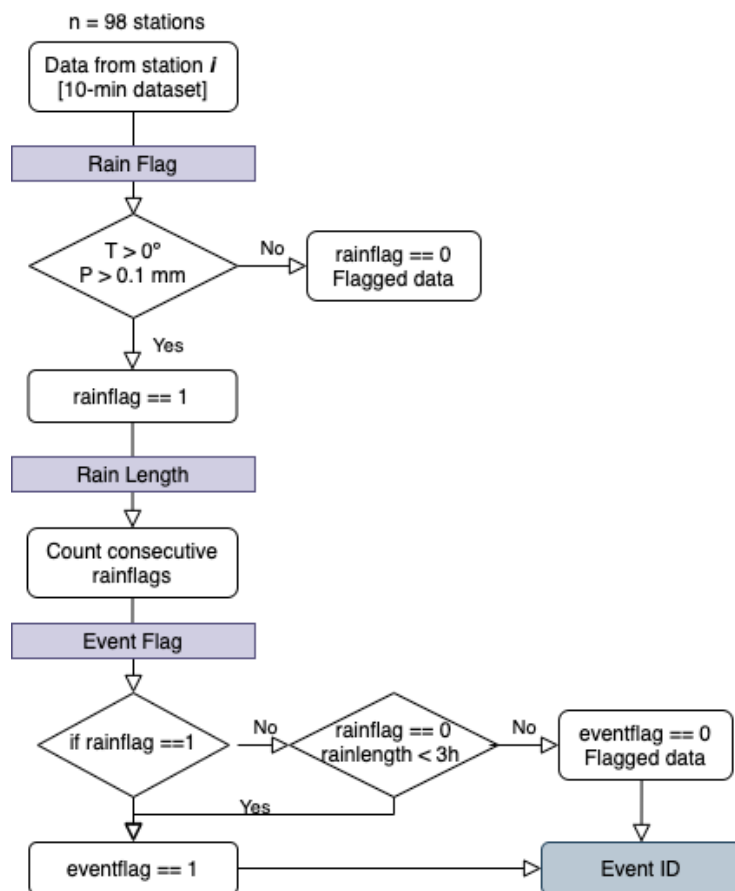 n = 98 stations
Data from station i
[10-min dataset]
Rain Flag
T > 0°
P > 0.1 mm
No
rainflag == 0
Flagged data
Yes
rainflag == 1
Rain Length
Count consecutive
rainflags
Event Flag
if rainflag ==1
No
rainflag == 0
rainlength < 3h
No
eventflag == 0
Flagged data
Yes
eventflag == 1
Event ID